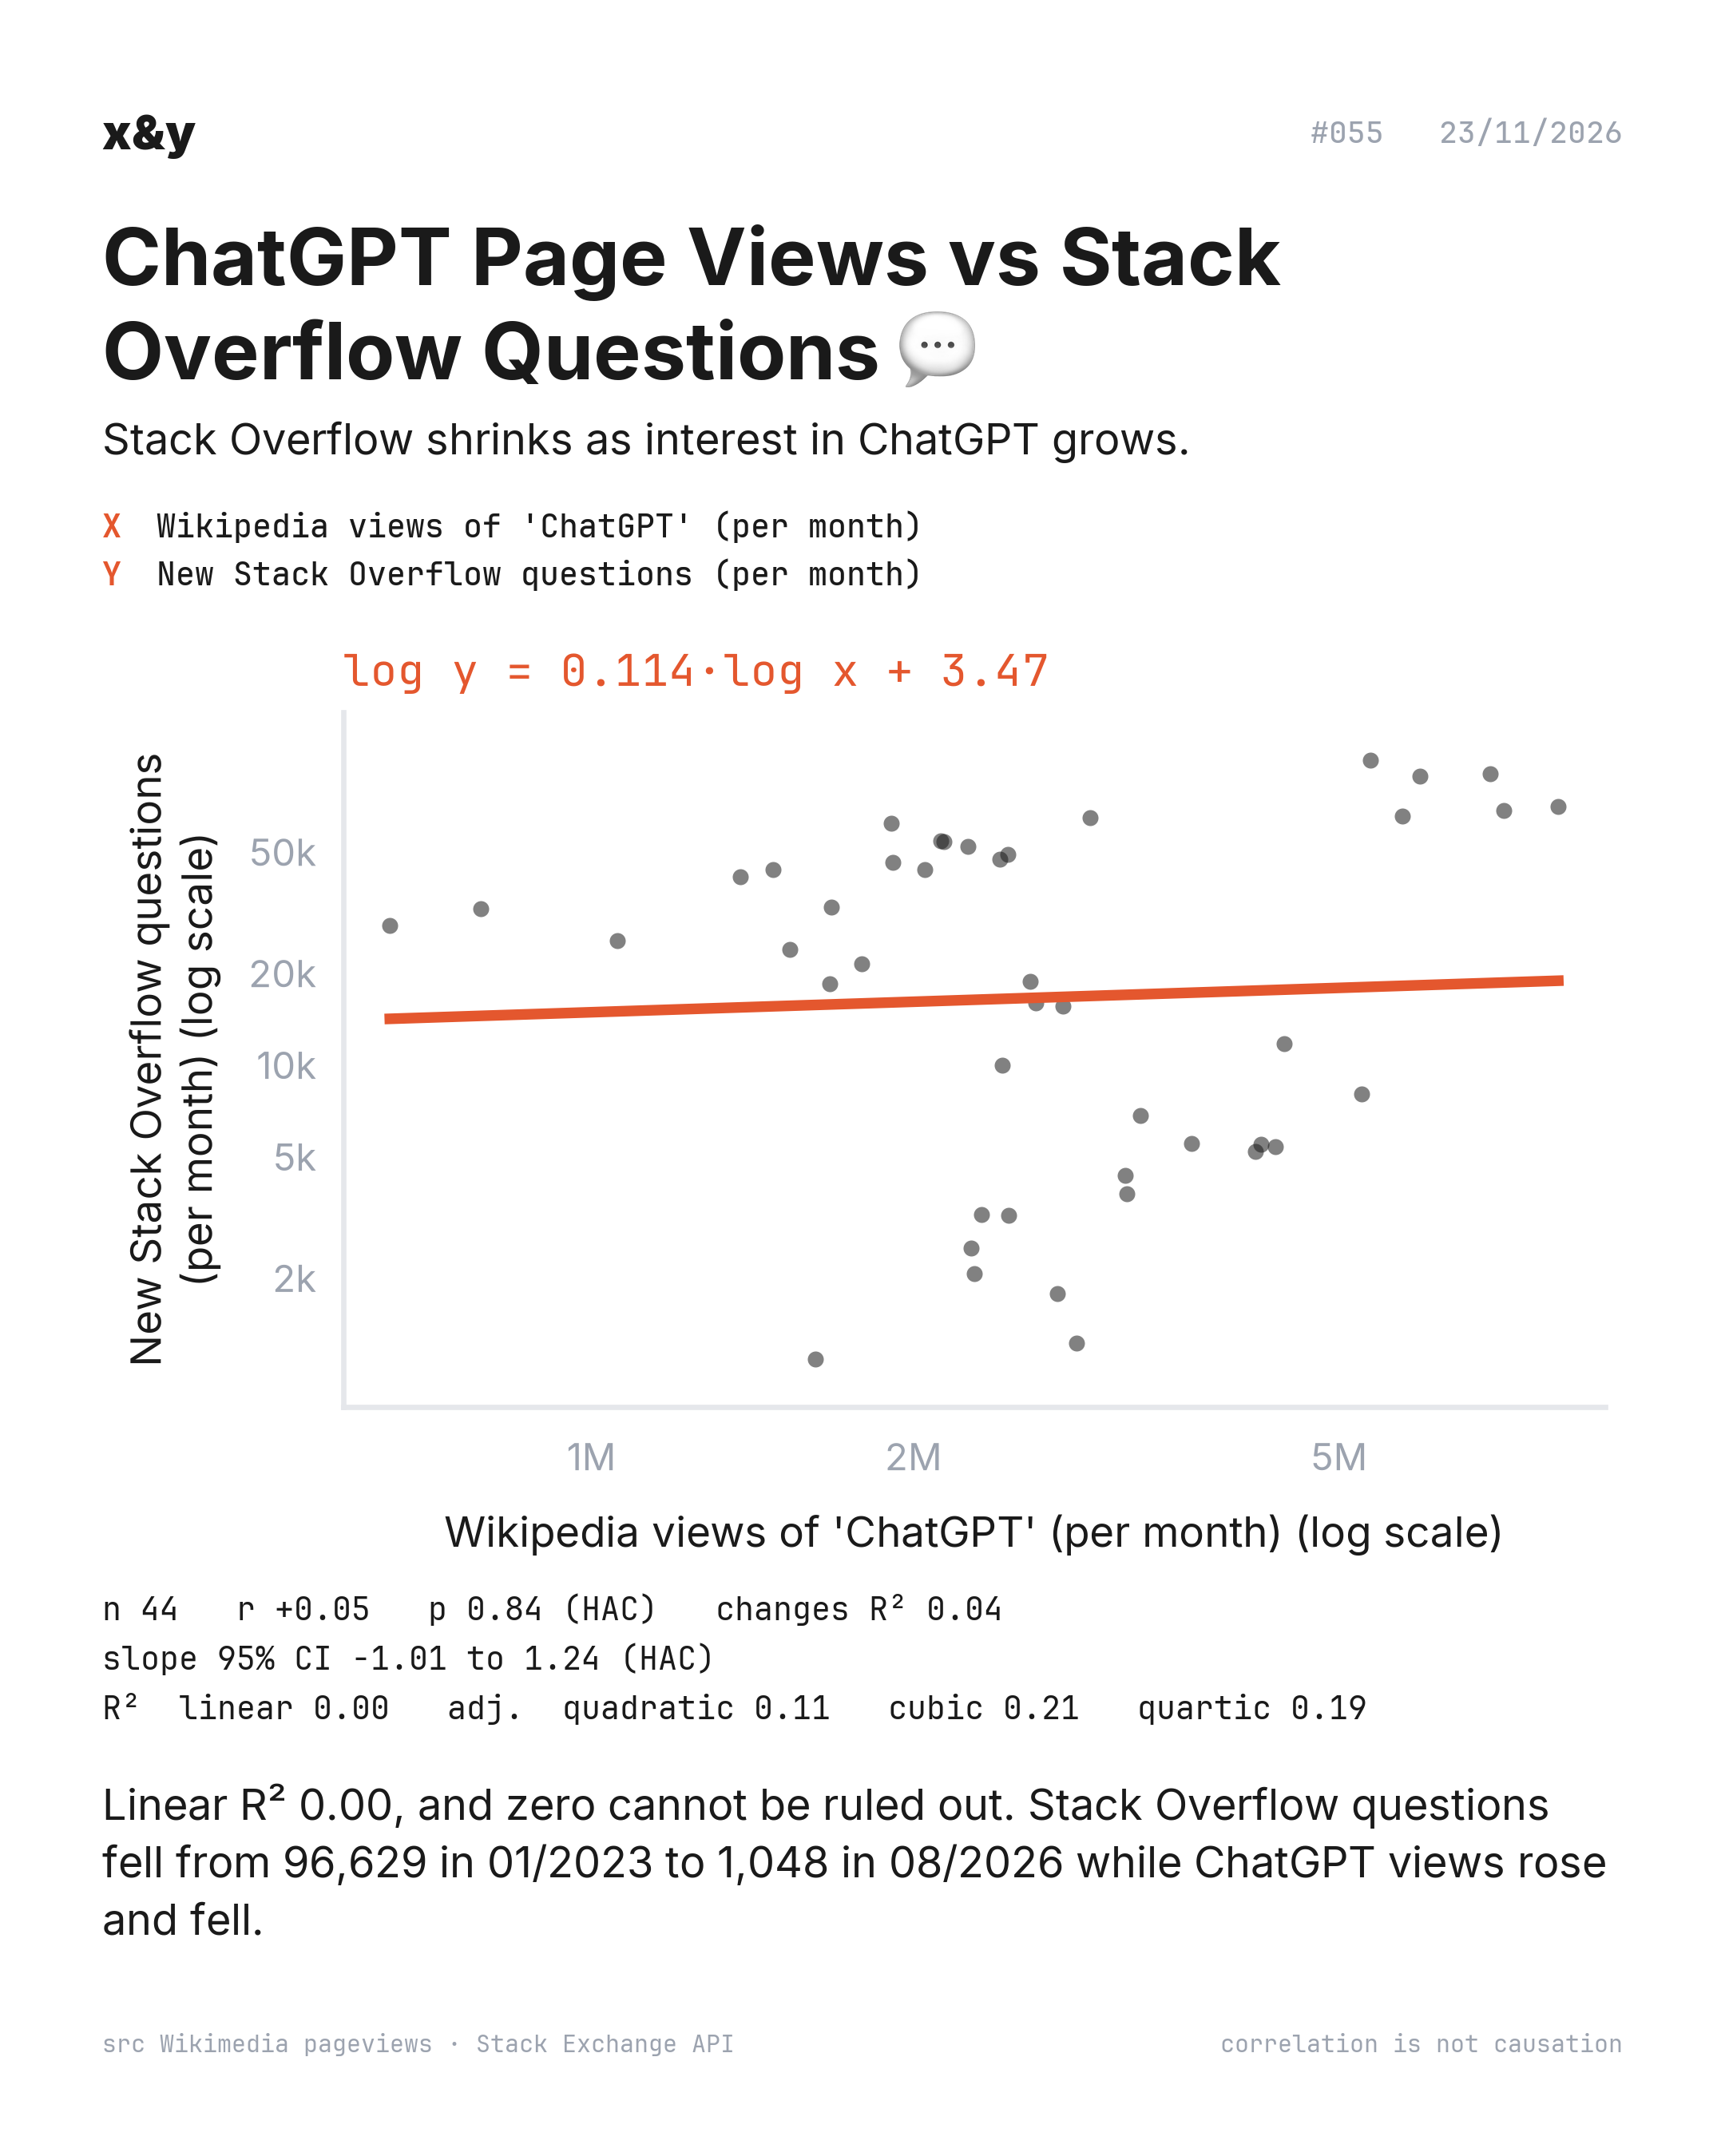 x&y
#055 23/11/2026
ChatGPT Page Views vs Stack
Overflow Questions 💬
Stack Overflow shrinks as interest in ChatGPT grows.
X Wikipedia views of 'ChatGPT' (per month)
Y New Stack Overflow questions (per month)
log y = 0.114·log x + 3.47
New Stack Overflow questions
(per month) (log scale)
50k
20k
10k
5k
2k
1M 2M 5M
Wikipedia views of 'ChatGPT' (per month) (log scale)
n 44 r +0.05 p 0.84 (HAC) changes R² 0.04
slope 95% CI -1.01 to 1.24 (HAC)
R² linear 0.00 adj. quadratic 0.11 cubic 0.21 quartic 0.19
Linear R² 0.00, and zero cannot be ruled out. Stack Overflow questions
fell from 96,629 in 01/2023 to 1,048 in 08/2026 while ChatGPT views rose
and fell.
src Wikimedia pageviews · Stack Exchange API
correlation is not causation